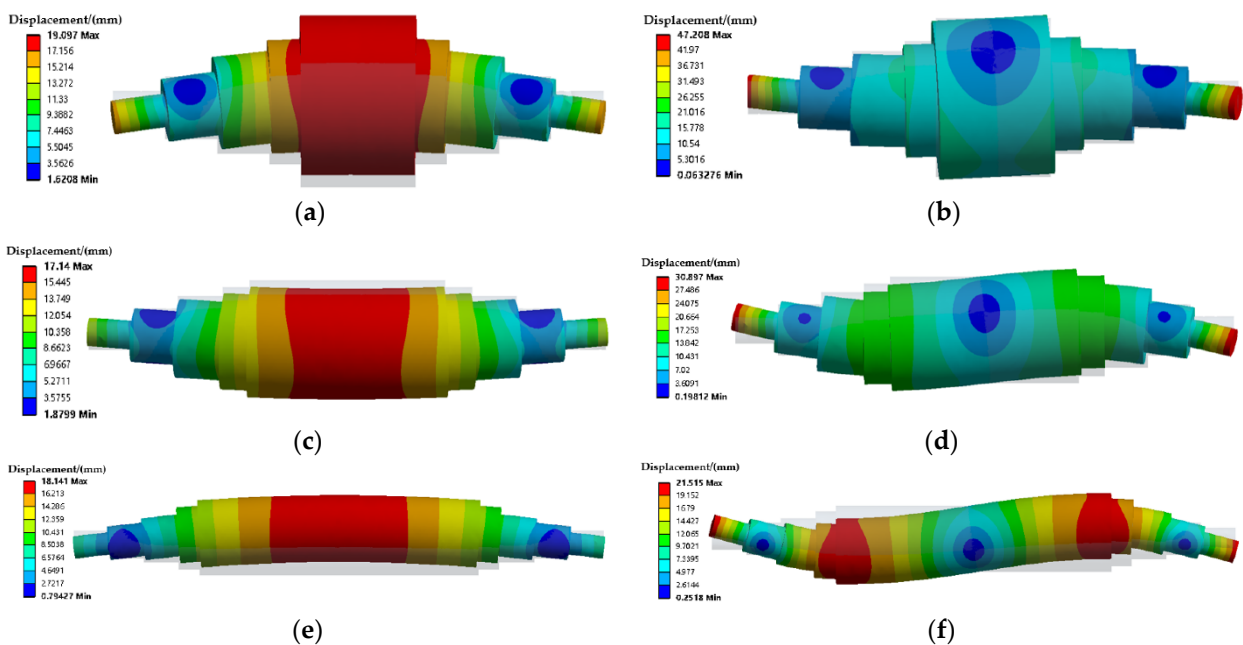 Displacement/(mm)
19.097 Max
17.156
15.214
13.272
11.33
9.3882
7.4463
5.5045
3.5626
1.6208 Min
(a)
Displacement/(mm)
47.208 Max
41.97
36.731
31.493
26.255
21.016
15.778
10.54
5.3016
0.063276 Min
(b)
Displacement/(mm)
17.14 Max
15.445
13.749
12.054
10.358
8.6623
69667
5.2711
3.5755
1.8799 Min
(c)
Displacement/(mm)
30.897 Max
27.486
24.075
20.664
17.253
13.842
10.431
7.02
3.6091
0.19812 Min
(d)
Displacement/(mm)
18.141 Max
16.213
14.286
12.359
10.431
8.5038
6.5764
4.6491
2.7217
0.79427 Min
(e)
Displacement/(mm)
21.515 Max
19.152
1679
14.427
12.065
9.7021
7.3395
4.977
2.6144
0.2518 Min
(f)